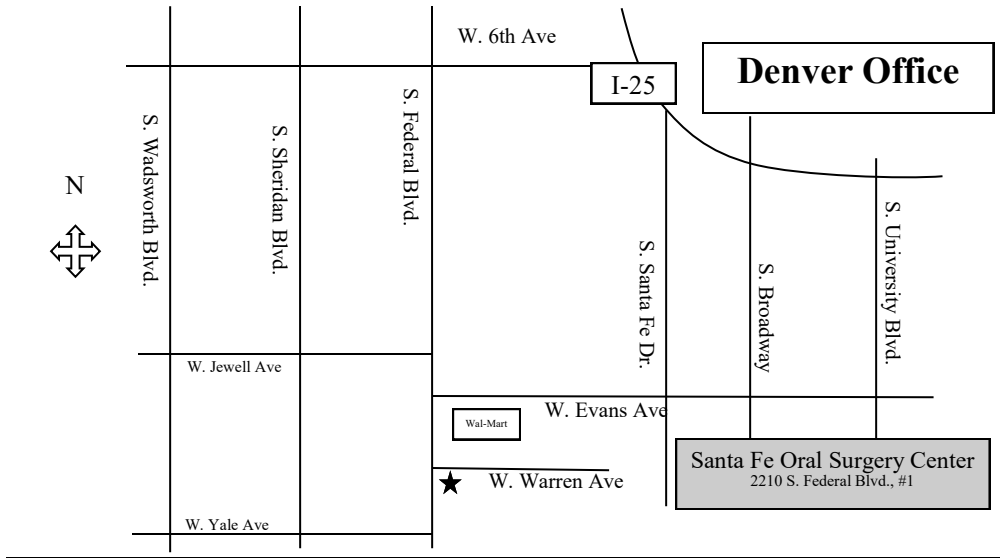 W. 6th Ave
I-25
Denver Office
S. Wadsworth Blvd.
S. Sheridan Blvd.
S. Federal Blvd.
N
S. Santa Fe Dr.
S. Broadway
S. University Blvd.
W. Jewell Ave
W. Evans Ave
Wal-Mart
Santa Fe Oral Surgery Center
2210 S. Federal Blvd., #1
W. Warren Ave
W. Yale Ave